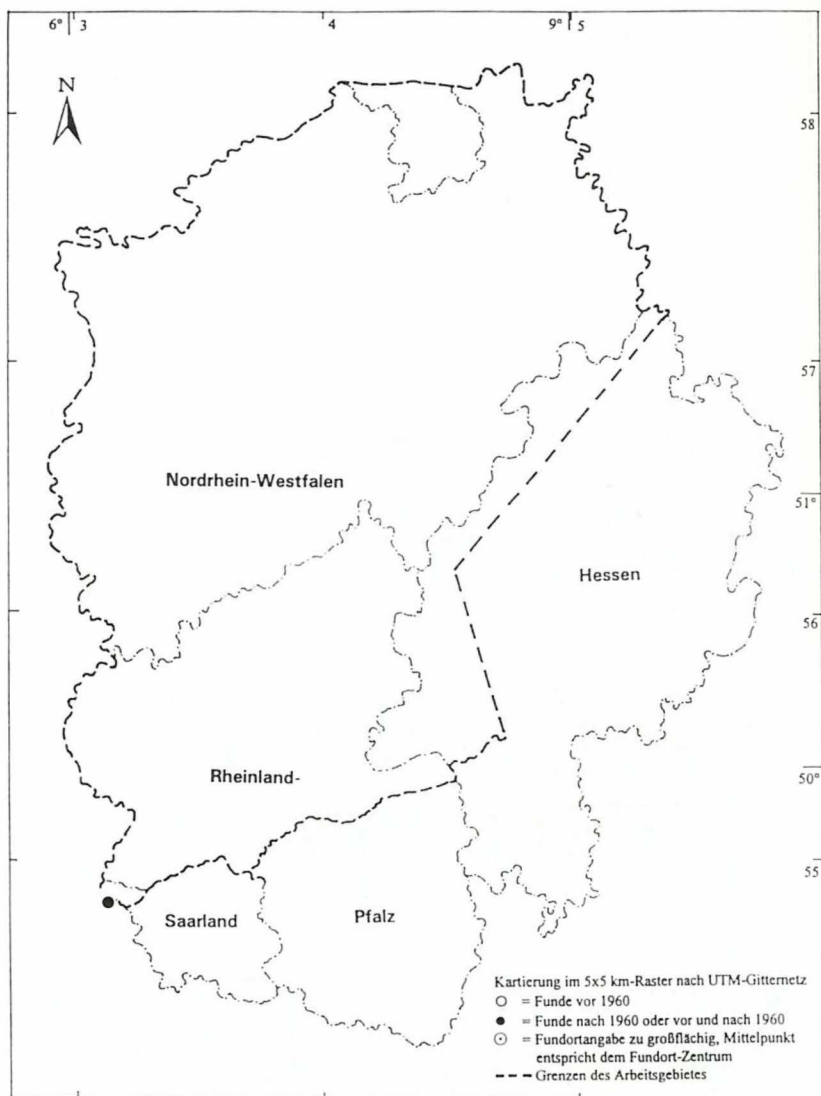 6° 3 4 9° 5
N
58
57
Nordrhein-Westfalen
51°
Hessen
56
Rheinland-
50°
55
Saarland
Pfalz
Kartierung im 5x5 km-Raster nach UTM-Gitternetz
○ = Funde vor 1960
● = Funde nach 1960 oder vor und nach 1960
⊙ = Fundortangabe zu großflächig, Mittelpunkt
entspricht dem Fundort-Zentrum
Grenzen des Arbeitsgebietes